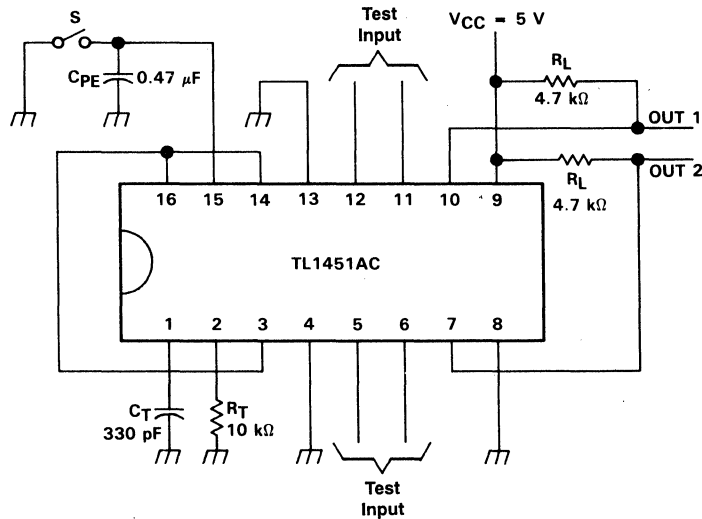 S
CPE
0.47 μF
Test
Input
VCC = 5 V
RL
4.7 kΩ
OUT 1
OUT 2
RL
4.7 kΩ
16 15 14 13 12 11 10 9
TL1451AC
1 2 3 4 5 6 7 8
CT
330 pF
RT
10 kΩ
Test
Input